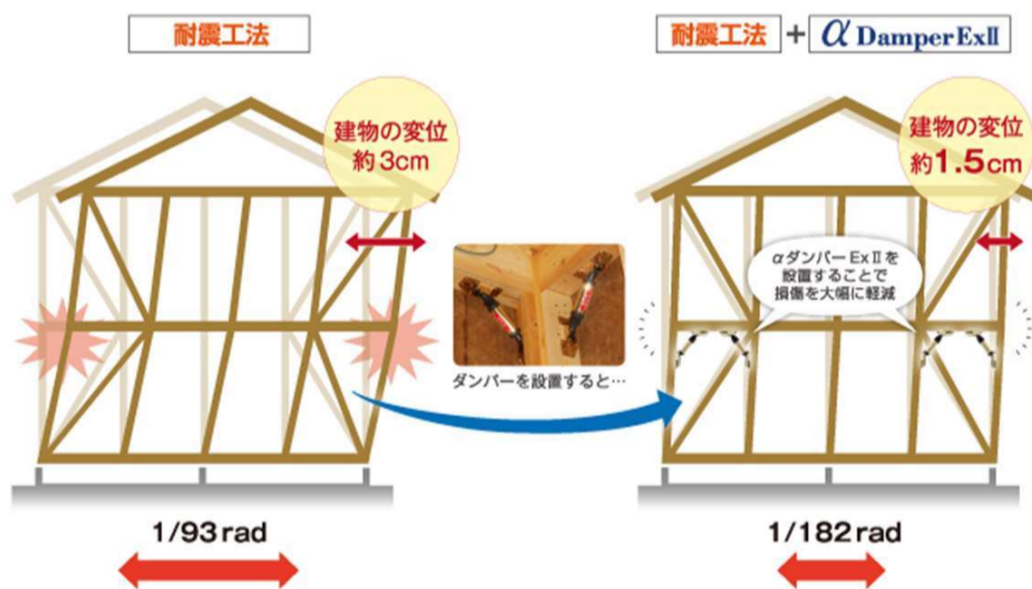 耐震工法
耐震工法 + α DamperExⅡ
建物の変位
約3cm
建物の変位
約1.5cm
αダンパーExⅡを
設置することで
損傷を大幅に軽減
ダンパーを設置すると…
1/93rad
1/182rad